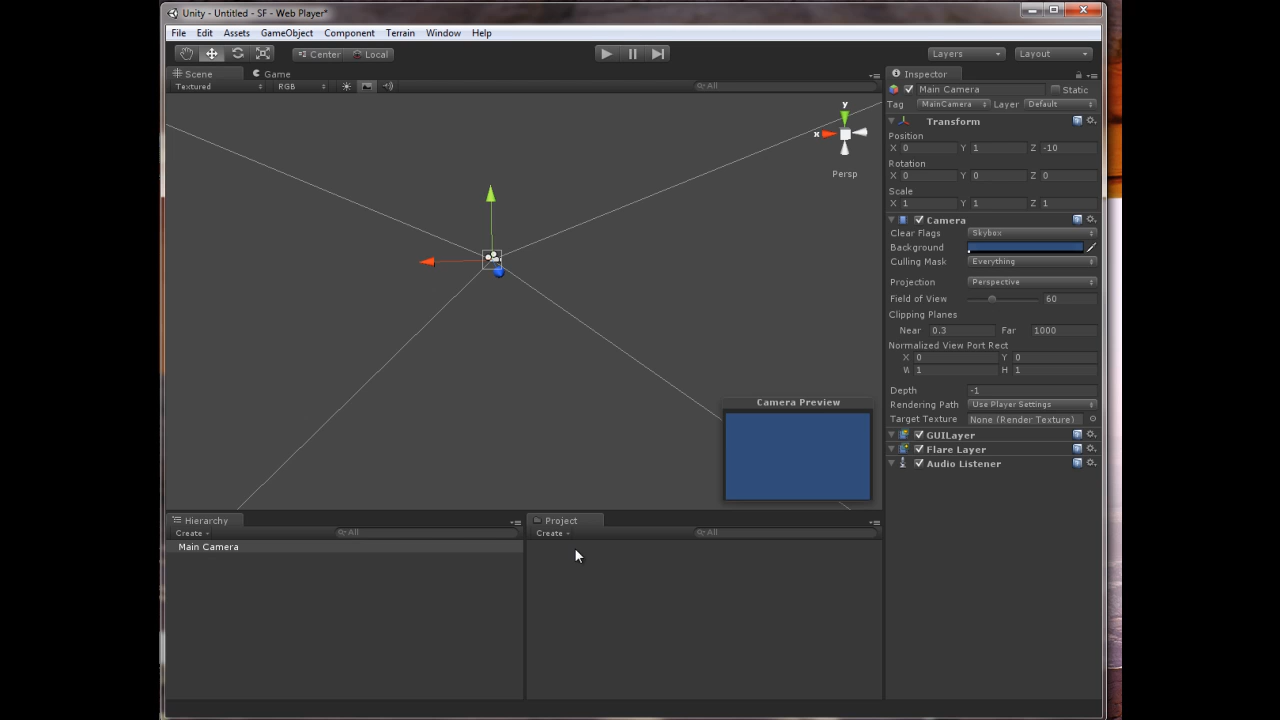 Unity - Untitled - SF - Web Player*
File Edit Assets GameObject Component Terrain Window Help
Center Local Layers Layout
Scene Game
Textured RGB All
y
x
Persp
Camera Preview
Hierarchy
Create All
Main Camera
Project
Create All
Inspector
Main Camera Static
Tag MainCamera Layer Default
Transform
Position
X 0 Y 1 Z -10
Rotation
X 0 Y 0 Z 0
Scale
X 1 Y 1 Z 1
Camera
Clear Flags Skybox
Background
Culling Mask Everything
Projection Perspective
Field of View 60
Clipping Planes
Near 0.3 Far 1000
Normalized View Port Rect
X 0 Y 0
W 1 H 1
Depth -1
Rendering Path Use Player Settings
Target Texture None (Render Texture)
GUILayer
Flare Layer
Audio Listener